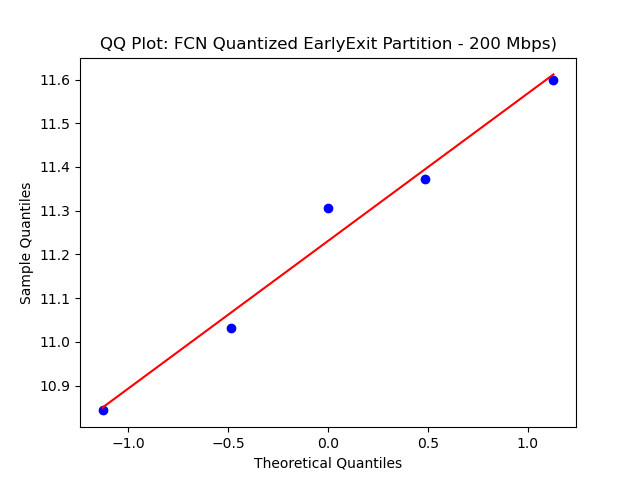 QQ Plot: FCN Quantized EarlyExit Partition - 200 Mbps)
11.6
11.5
11.4
11.3
11.2
11.1
11.0
10.9
Sample Quantiles
−1.0 −0.5 0.0 0.5 1.0
Theoretical Quantiles